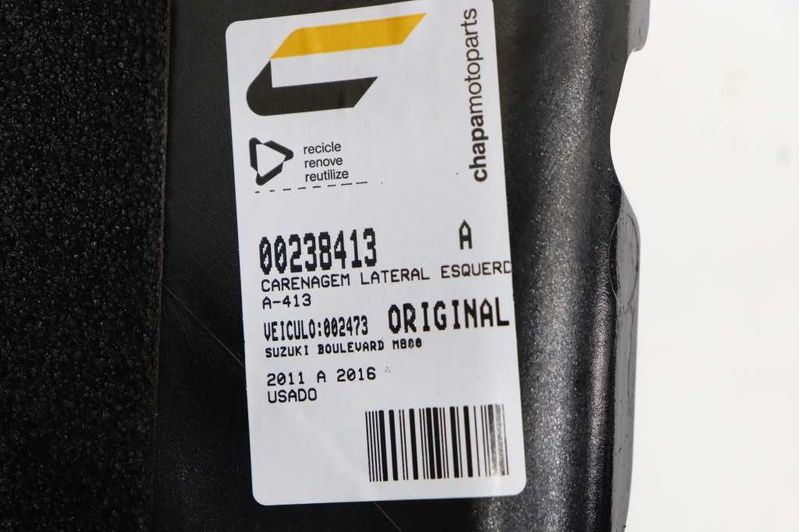 chapamotoparts
recicle
renove
reutilize
00238413 A
CARENAGEM LATERAL ESQUERD
A-413
VEICULO:002473 ORIGINAL
SUZUKI BOULEVARD M800
2011 A 2016
USADO